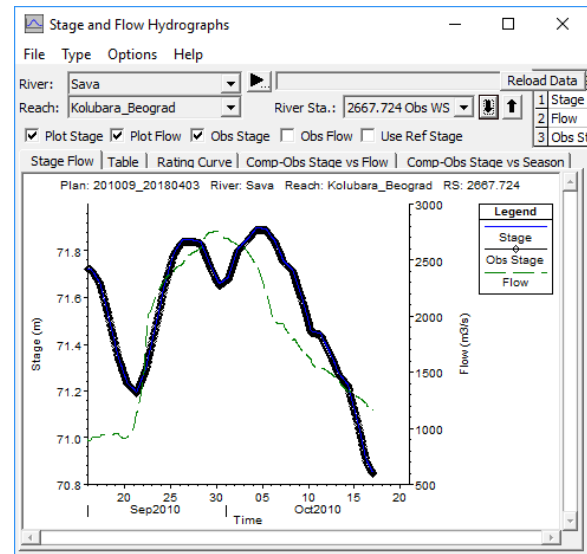 Stage and Flow Hydrographs
File Type Options Help
River: Sava Reload Data
Reach: Kolubara_Beograd River Sta.: 2667.724 Obs WS
1 Stage
2 Flow
3 Obs St
Plot Stage Plot Flow Obs Stage Obs Flow Use Ref Stage
Stage Flow Table Rating Curve Comp-Obs Stage vs Flow Comp-Obs Stage vs Season
Plan: 201009_20180403 River: Sava Reach: Kolubara_Beograd RS: 2667.724
Legend
Stage
Obs Stage
Flow
Stage (m)
71.8
71.6
71.4
71.2
71.0
70.8
3000
2500
2000
1500
1000
500
Flow (m3/s)
20 25 30 05 10 15 20
Sep2010 Oct2010
Time